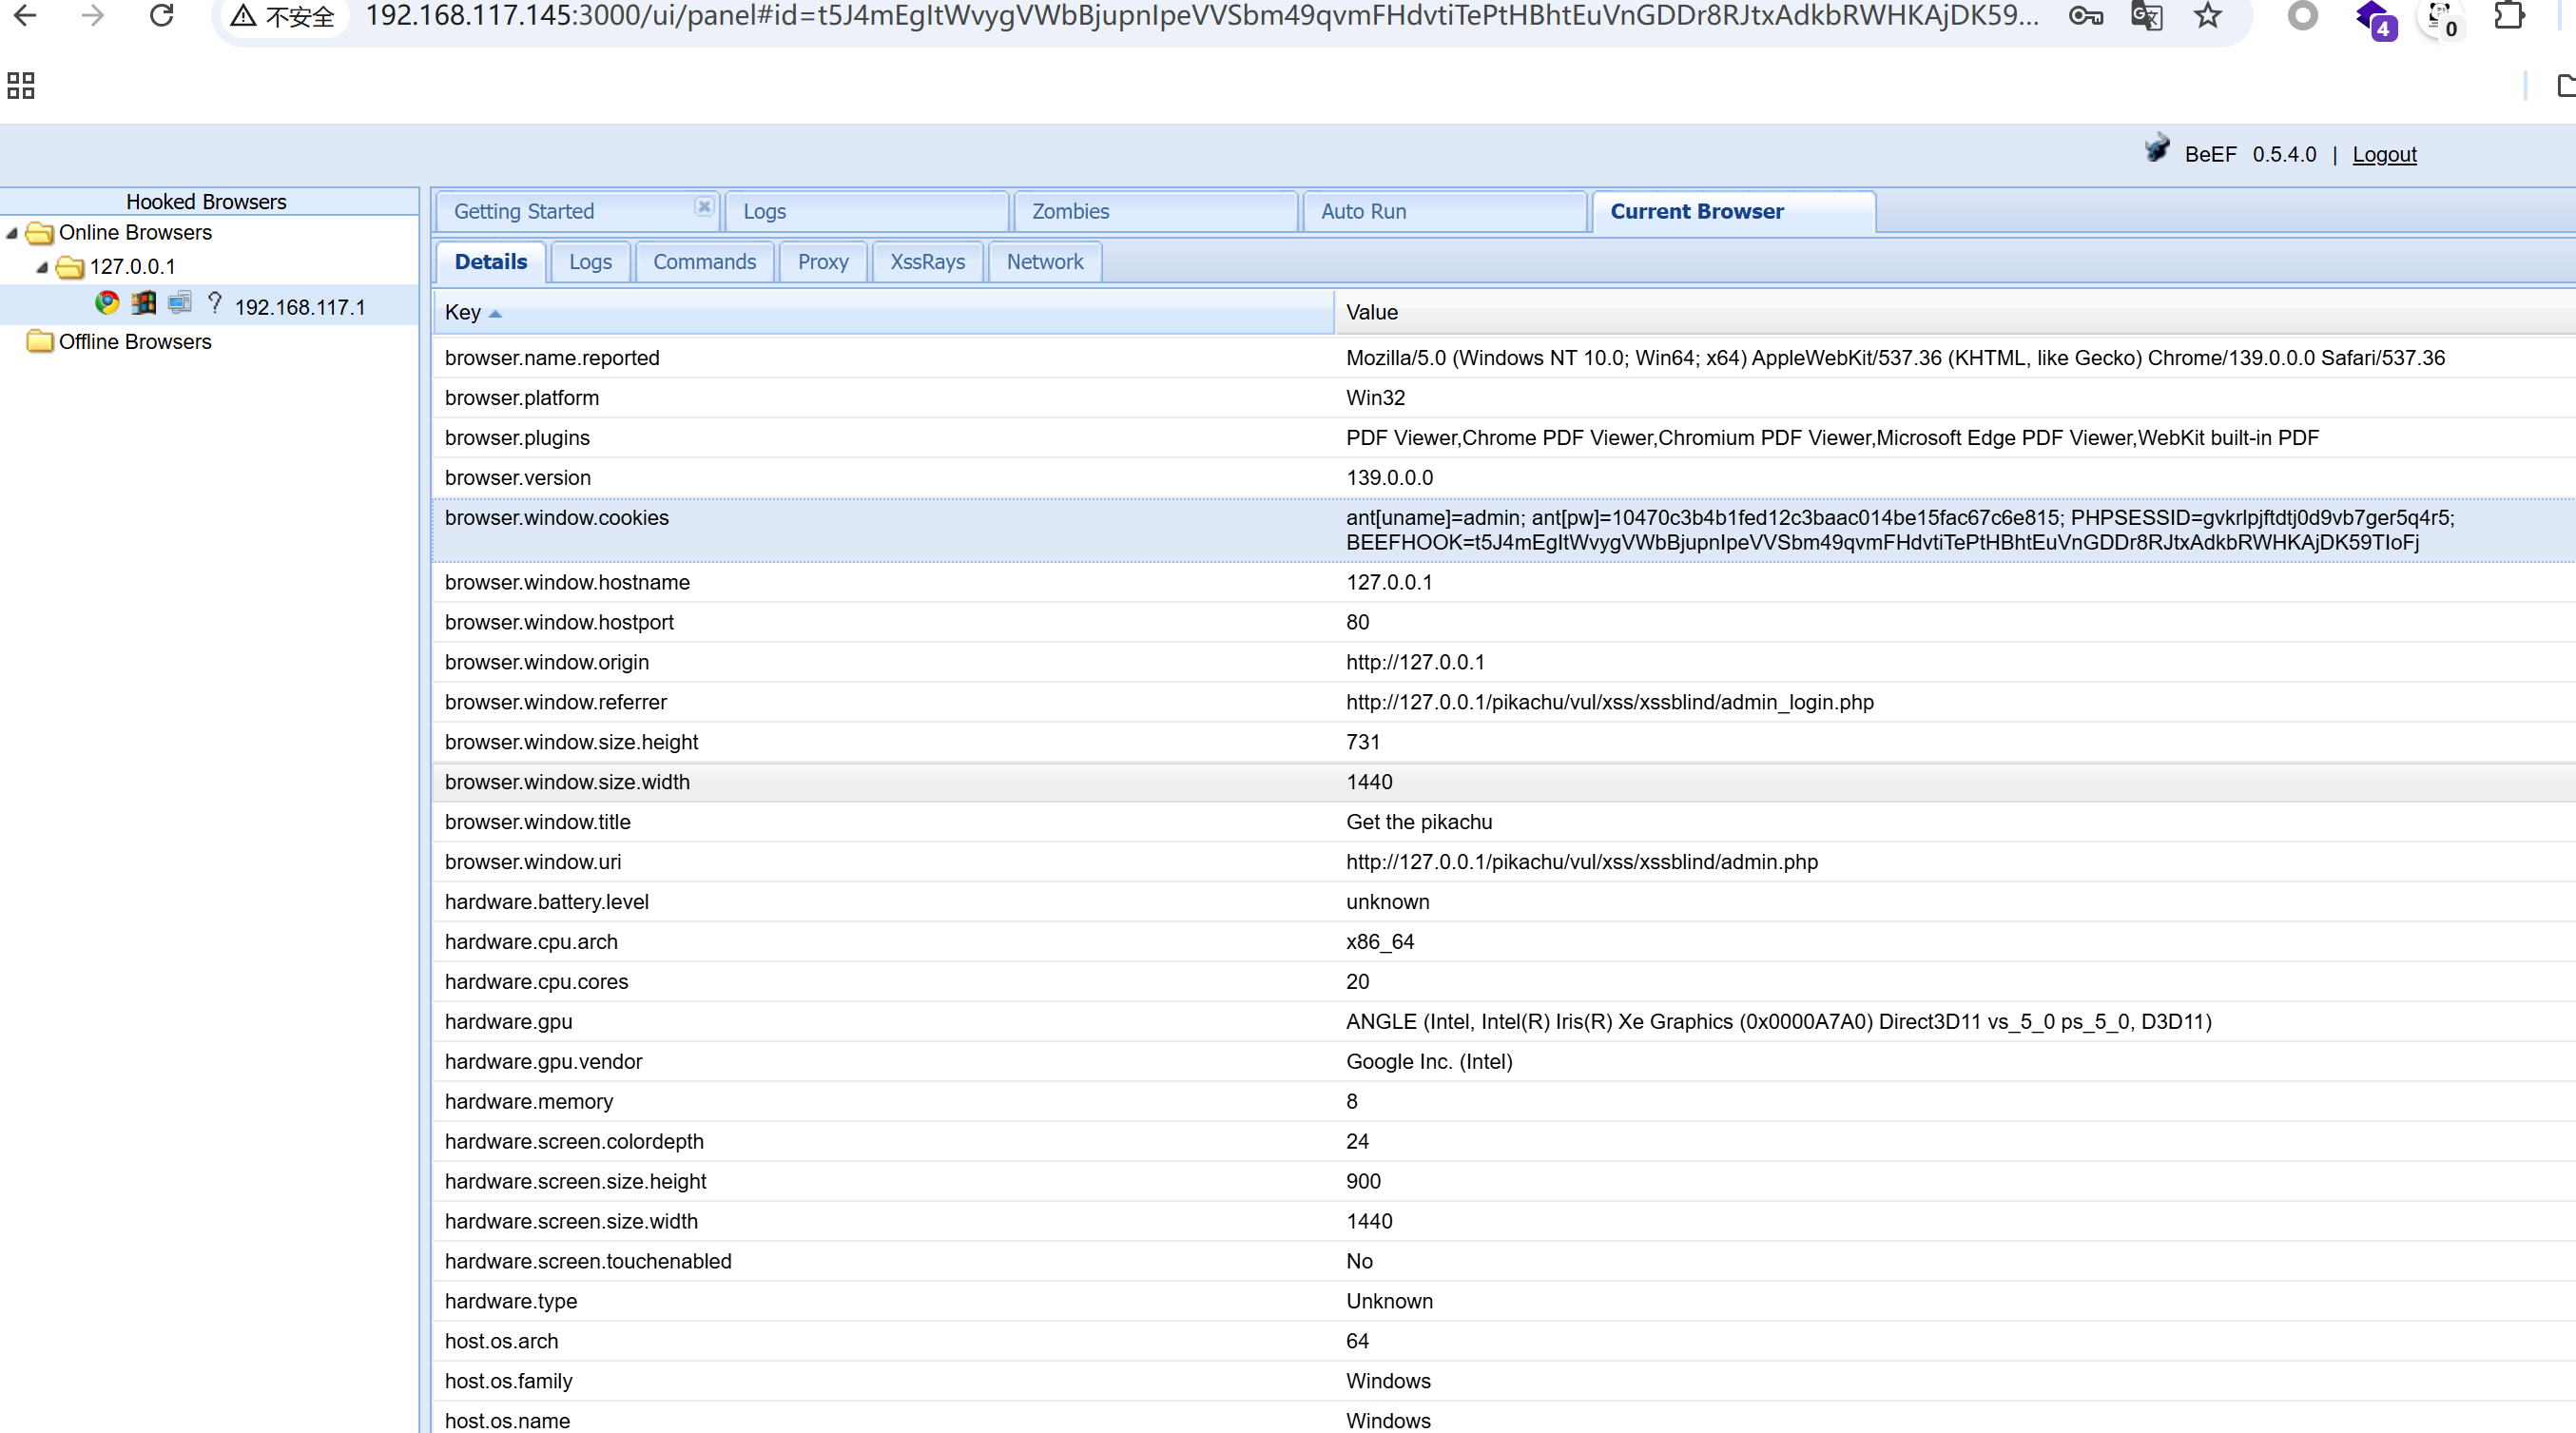 不安全 192.168.117.145:3000/ui/panel#id=t5J4mEgItWvygVWbBjupnIpeVVSbm49qvmFHdvtiTePtHBhtEuVnGDDr8RJtxAdkbRWHKAjDK59...
4
0
BeEF 0.5.4.0 | Logout
Hooked Browsers
Online Browsers
127.0.0.1
192.168.117.1
Offline Browsers
Getting Started Logs Zombies Auto Run Current Browser
Details Logs Commands Proxy XssRays Network
Key Value
browser.name.reported Mozilla/5.0 (Windows NT 10.0; Win64; x64) AppleWebKit/537.36 (KHTML, like Gecko) Chrome/139.0.0.0 Safari/537.36
browser.platform Win32
browser.plugins PDF Viewer,Chrome PDF Viewer,Chromium PDF Viewer,Microsoft Edge PDF Viewer,WebKit built-in PDF
browser.version 139.0.0.0
browser.window.cookies ant[uname]=admin; ant[pw]=10470c3b4b1fed12c3baac014be15fac67c6e815; PHPSESSID=gvkrlpjftdtj0d9vb7ger5q4r5;
BEEFHOOK=t5J4mEgItWvygVWbBjupnIpeVVSbm49qvmFHdvtiTePtHBhtEuVnGDDr8RJtxAdkbRWHKAjDK59TIoFj
browser.window.hostname 127.0.0.1
browser.window.hostport 80
browser.window.origin http://127.0.0.1
browser.window.referrer http://127.0.0.1/pikachu/vul/xss/xssblind/admin_login.php
browser.window.size.height 731
browser.window.size.width 1440
browser.window.title Get the pikachu
browser.window.uri http://127.0.0.1/pikachu/vul/xss/xssblind/admin.php
hardware.battery.level unknown
hardware.cpu.arch x86_64
hardware.cpu.cores 20
hardware.gpu ANGLE (Intel, Intel(R) Iris(R) Xe Graphics (0x0000A7A0) Direct3D11 vs_5_0 ps_5_0, D3D11)
hardware.gpu.vendor Google Inc. (Intel)
hardware.memory 8
hardware.screen.colordepth 24
hardware.screen.size.height 900
hardware.screen.size.width 1440
hardware.screen.touchenabled No
hardware.type Unknown
host.os.arch 64
host.os.family Windows
host.os.name Windows